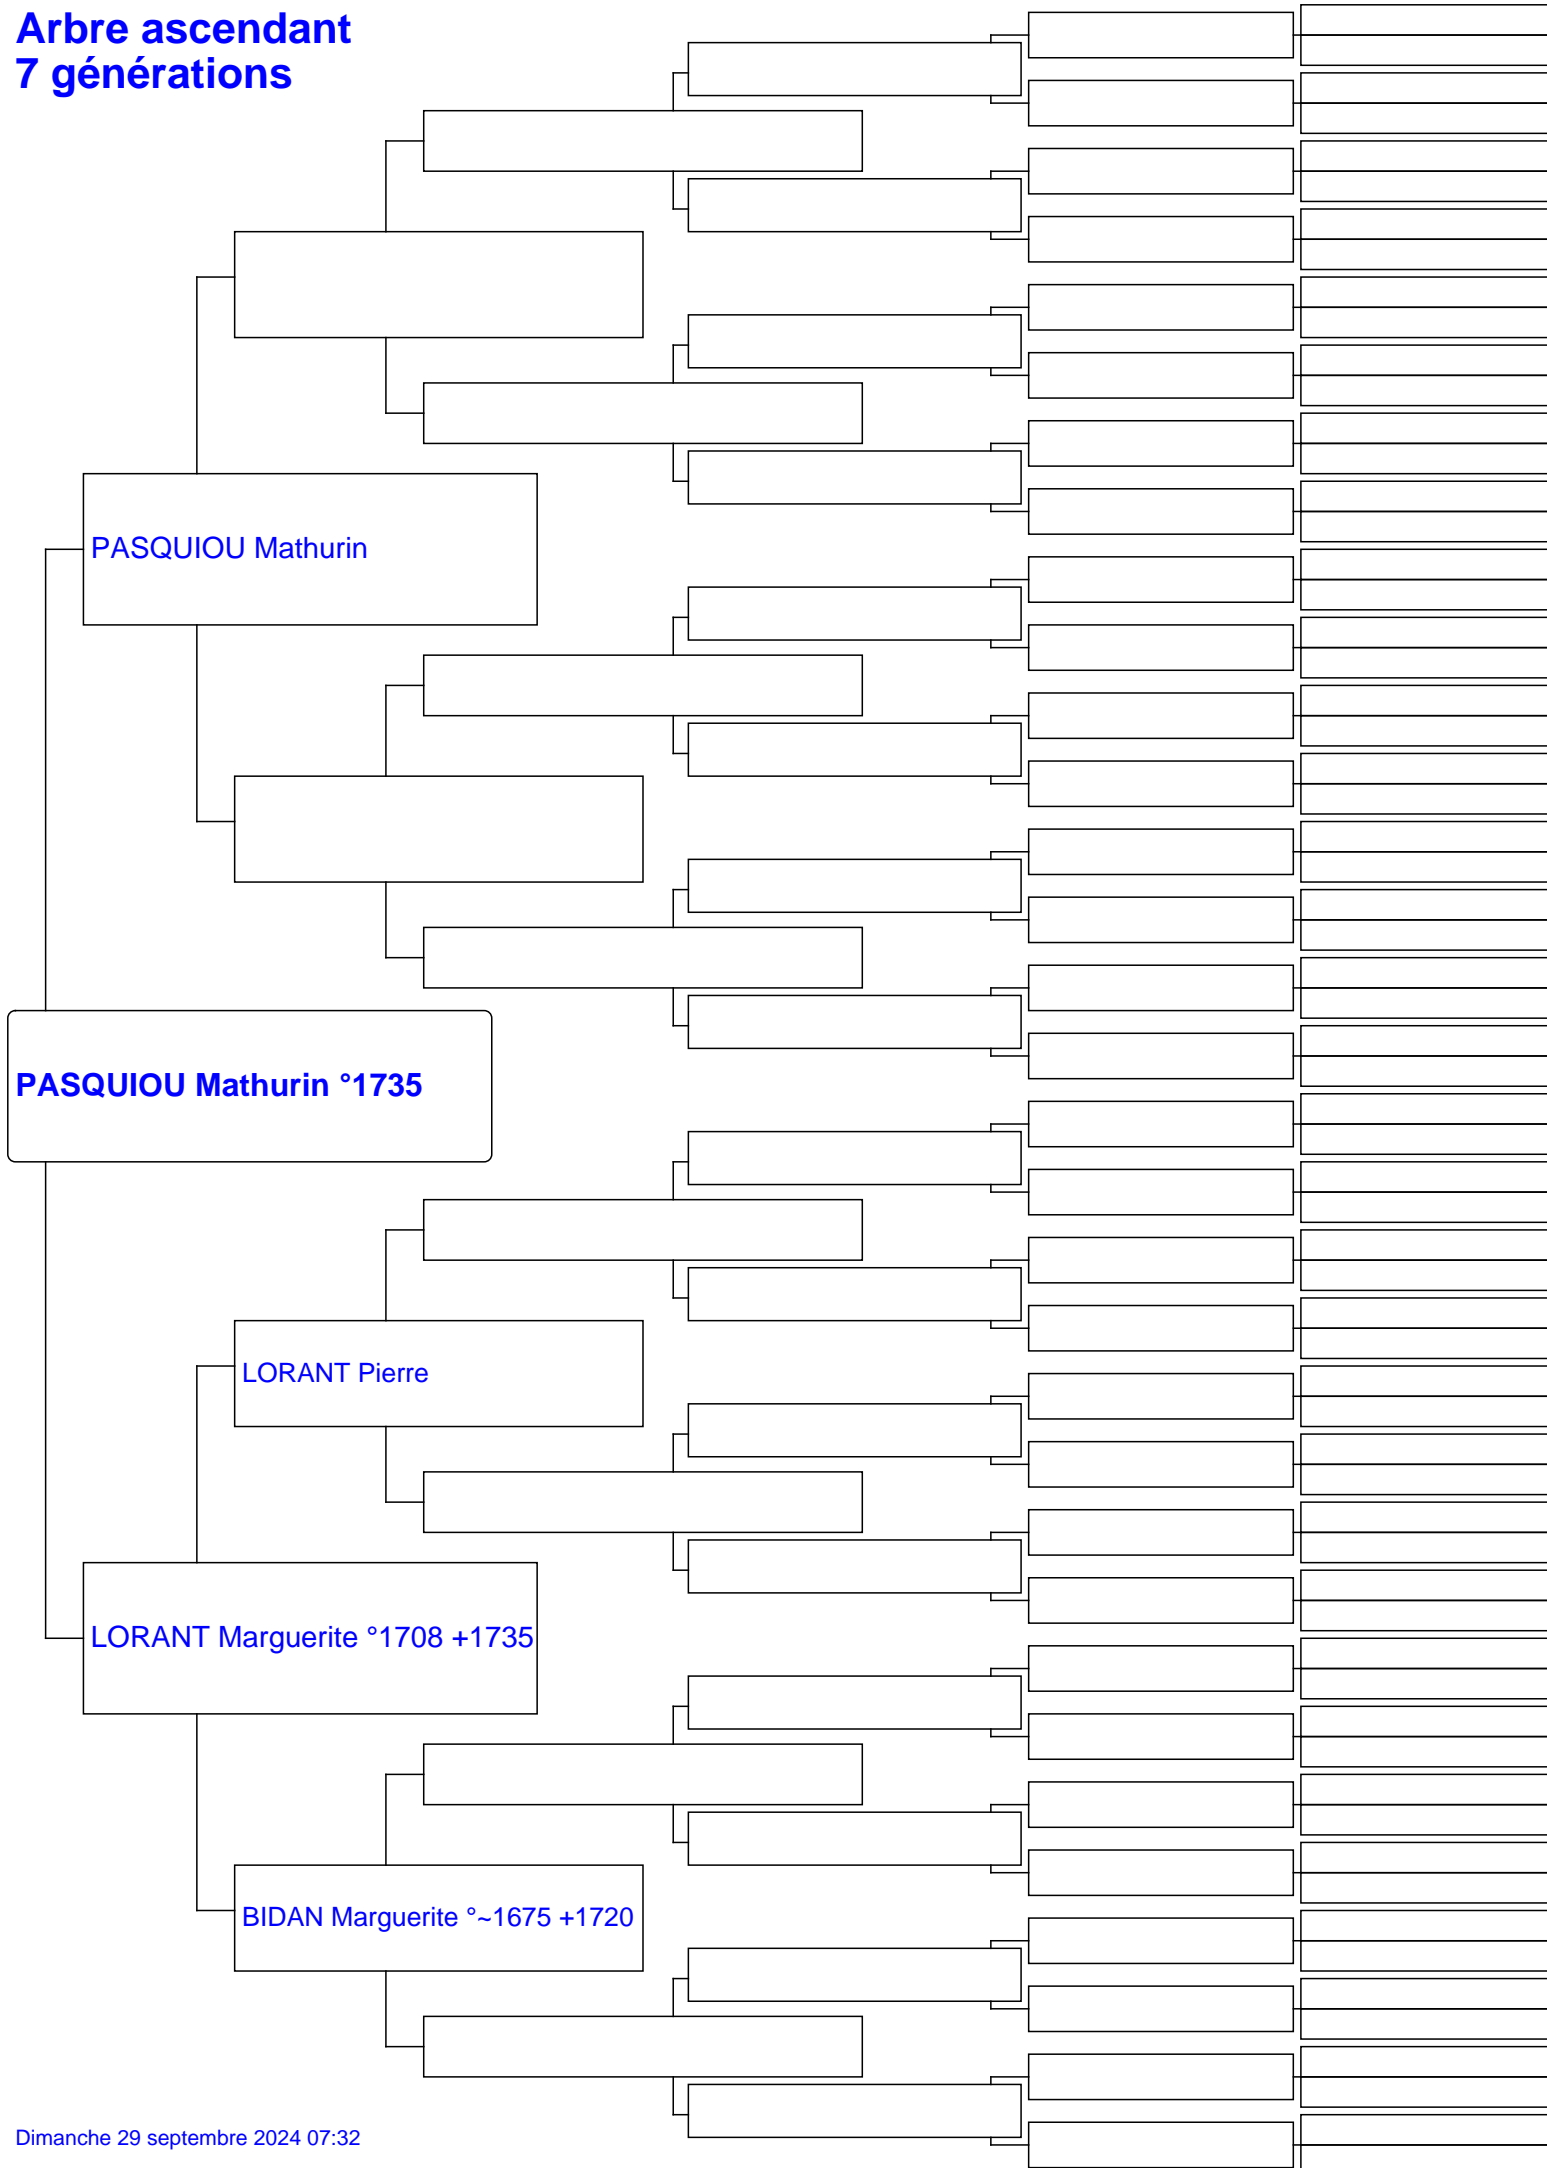 Arbre ascendant
7 générations
PASQUIOU Mathurin
PASQUIOU Mathurin °1735
LORANT Pierre
LORANT Marguerite °1708 +1735
BIDAN Marguerite °~1675 +1720
Dimanche 29 septembre 2024 07:32